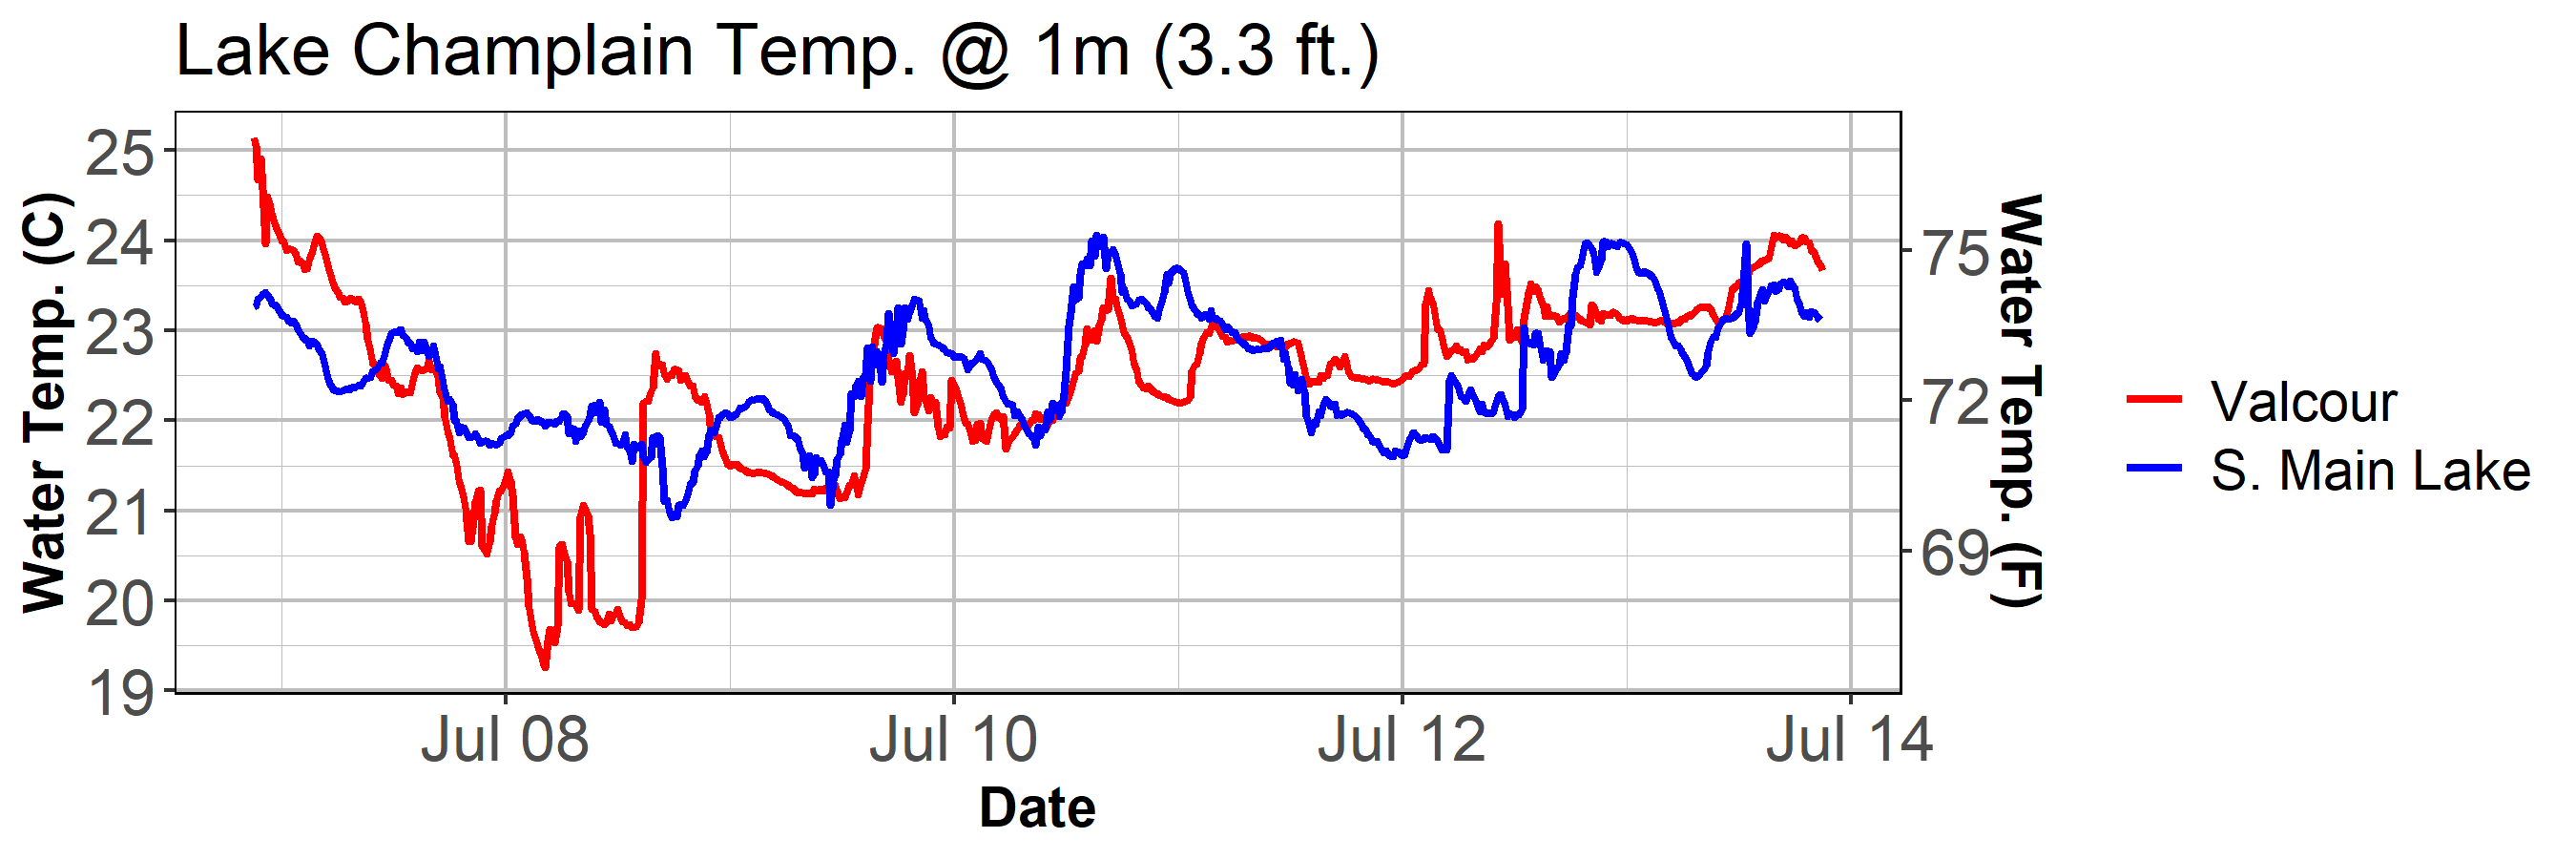 Lake Champlain Temp. @ 1m (3.3 ft.)
Water Temp. (C)
25
24
23
22
21
20
19
75
72
69
Water Temp. (F)
Jul 08
Jul 10
Jul 12
Jul 14
Date
Valcour
S. Main Lake